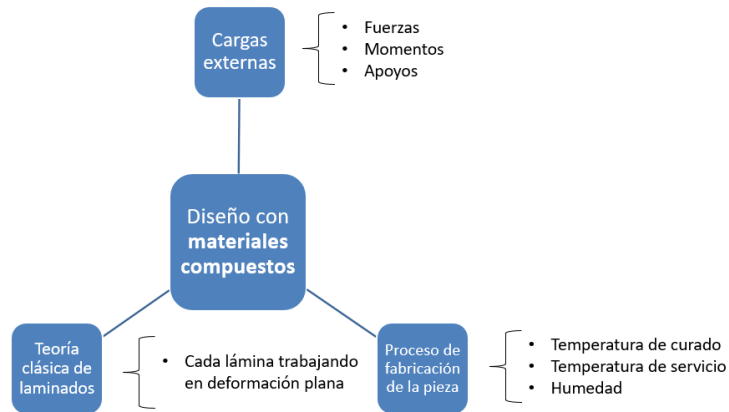 Cargas
externas
• Fuerzas
• Momentos
• Apoyos
Diseño con
materiales
compuestos
Teoría
clásica de
laminados
• Cada lámina trabajando
en deformación plana
Proceso de
fabricación
de la pieza
• Temperatura de curado
• Temperatura de servicio
• Humedad